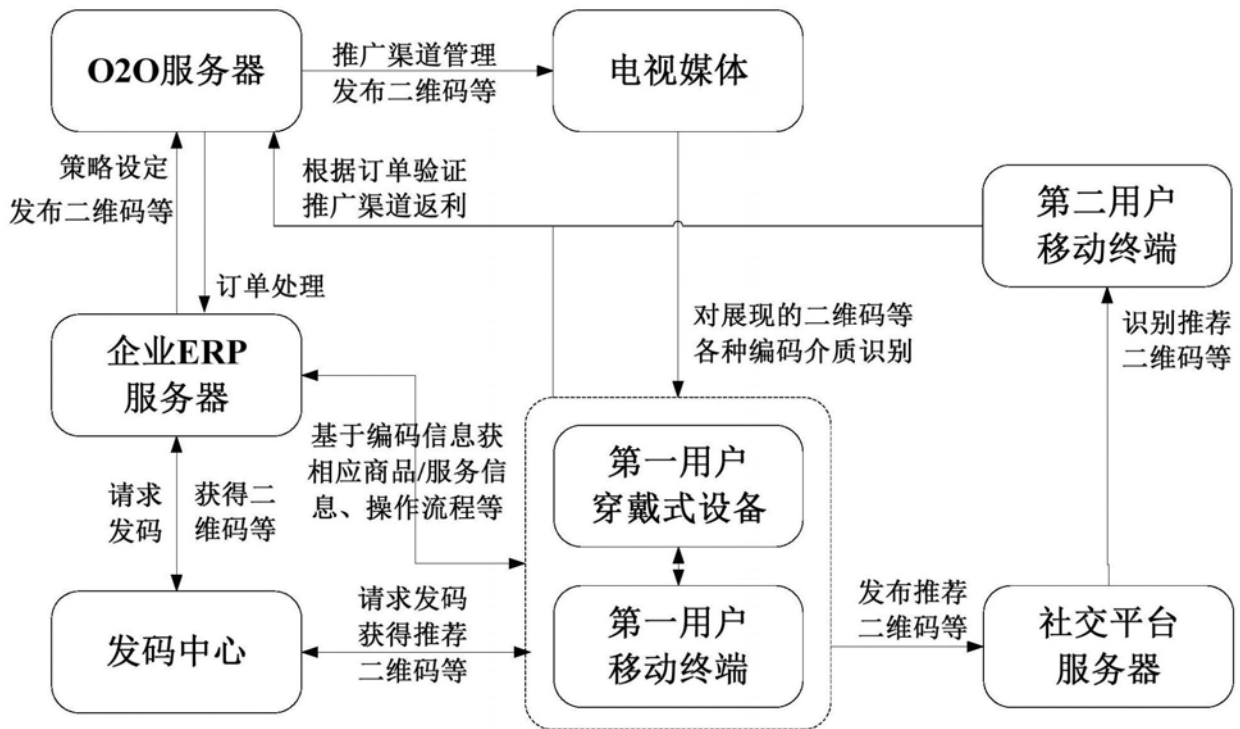 O2O服务器
推广渠道管理
发布二维码等
电视媒体
策略设定
发布二维码等
根据订单验证
推广渠道返利
第二用户
移动终端
订单处理
对展现的二维码等
各种编码介质识别
识别推荐
二维码等
企业ERP
服务器
基于编码信息获
相应商品/服务信
息、操作流程等
第一用户
穿戴式设备
请求
发码
获得二
维码等
发码中心
请求发码
获得推荐
二维码等
第一用户
移动终端
发布推荐
二维码等
社交平台
服务器